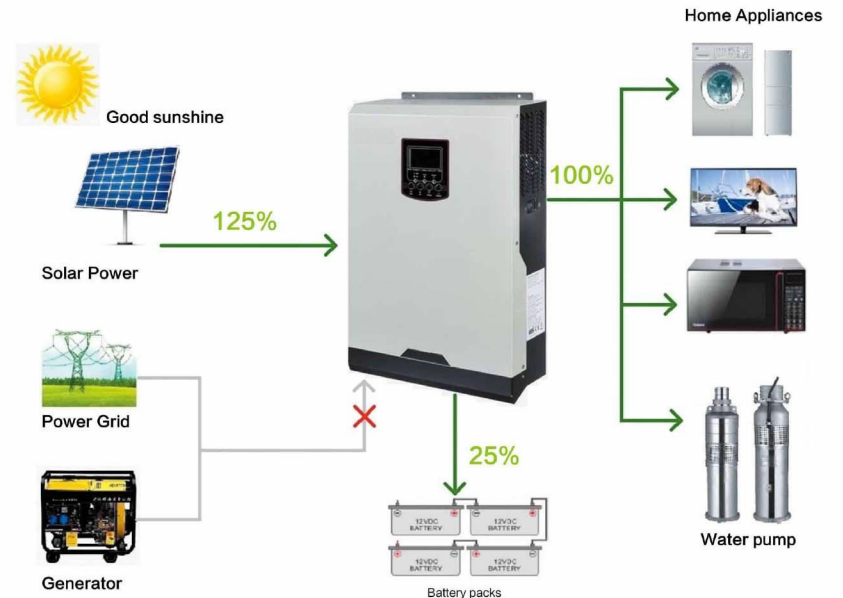 Home Appliances
Good sunshine
125%
100%
Solar Power
Power Grid
25%
12VDC
BATTERY
12VDC
BATTERY
12VDC
BATTERY
12VDC
BATTERY
Generator
Battery packs
Water pump